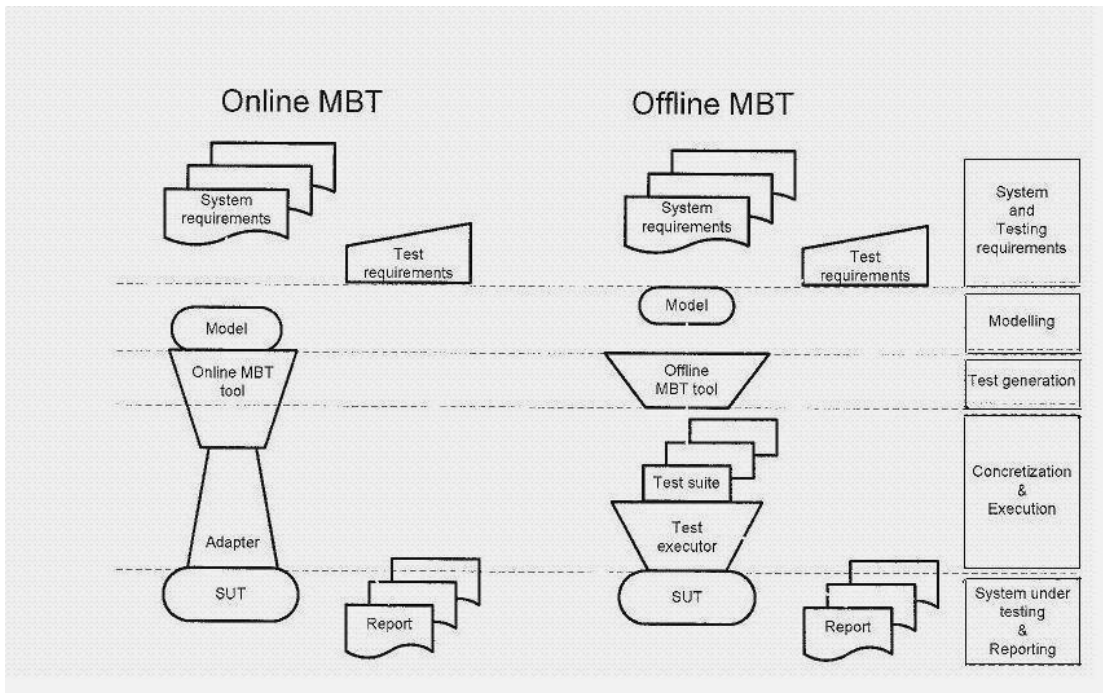 Online MBT
Offline MBT
System
requirements
Test
requirements
System
requirements
Test
requirements
System
and
Testing
requirements
Model
Model
Modelling
Online MBT
tool
Offline
MBT tool
Test generation
Test suite
Concretization
&
Execution
Adapter
Test
executor
SUT
Report
SUT
Report
System under
testing
&
Reporting